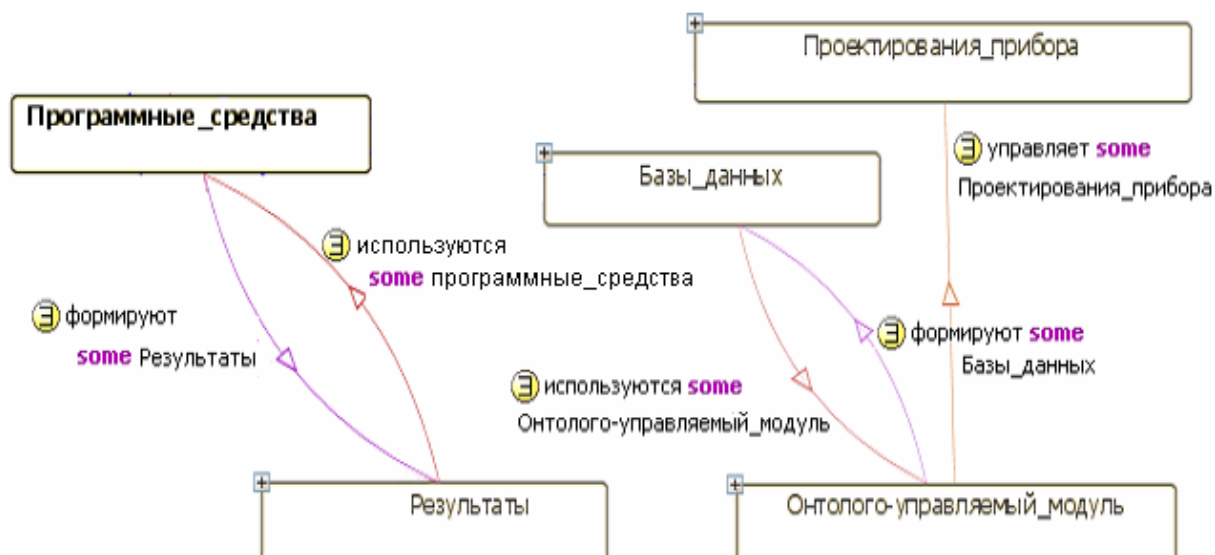 Проектирования_прибора
Программные_средства
Ǝ управляет some
Проектирования_прибора
Базы_данных
Ǝ используются
some программные_средства
Ǝ формируют
some Результаты
Ǝ формируют some
Базы_данных
Ǝ используются some
Онтолого-управляемый_модуль
Результаты
Онтолого-управляемый_модуль